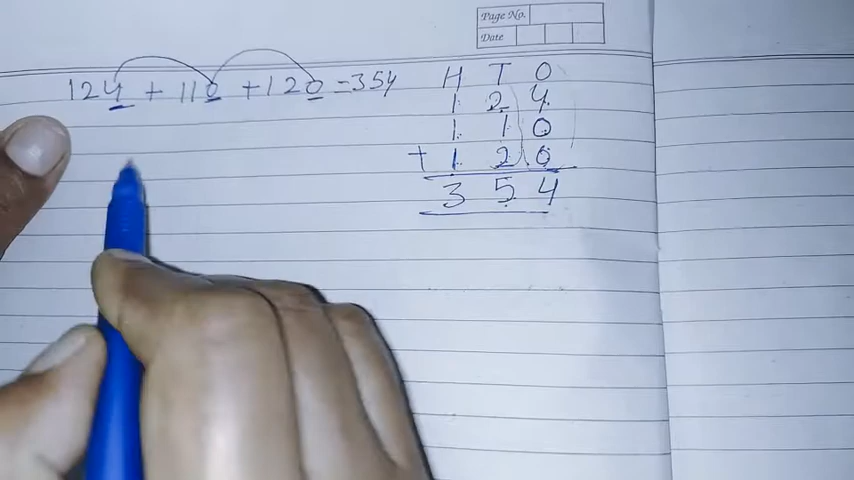 Page No.
Date
124 + 110 + 120 = 354
H T O
1 2 4
1 1 0
+ 1 2 0
3 5 4